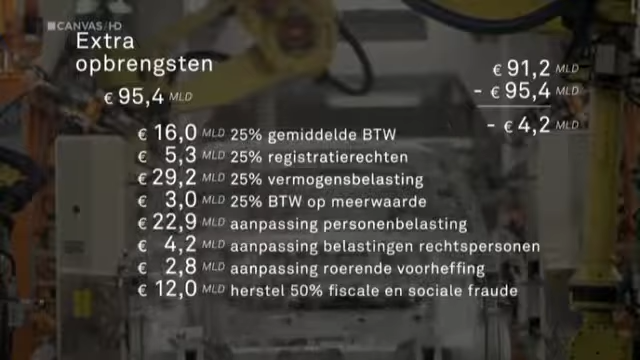 CANVAS/HD
Extra
opbrengsten
€ 95,4 MLD
€ 91,2 MLD
- € 95,4 MLD
- € 4,2 MLD
€ 16,0 MLD 25% gemiddelde BTW
€ 5,3 MLD 25% registratierechten
€ 29,2 MLD 25% vermogensbelasting
€ 3,0 MLD 25% BTW op meerwaarde
€ 22,9 MLD aanpassing personenbelasting
€ 4,2 MLD aanpassing belastingen rechtspersonen
€ 2,8 MLD aanpassing roerende voorheffing
€ 12,0 MLD herstel 50% fiscale en sociale fraude